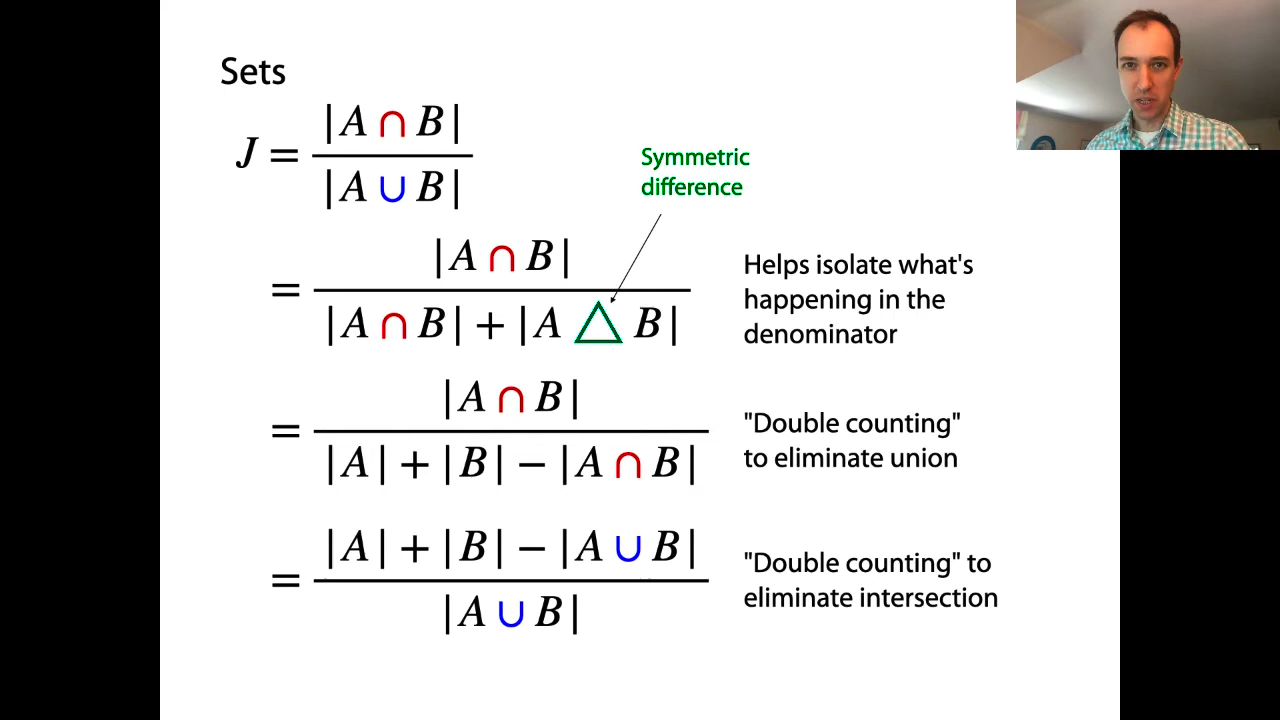 Sets
J = |A ∩ B| / |A ∪ B|
Symmetric
difference
= |A ∩ B| / |A ∩ B| + |A △ B|
Helps isolate what's
happening in the
denominator
= |A ∩ B| / |A| + |B| − |A ∩ B|
"Double counting"
to eliminate union
= |A| + |B| − |A ∪ B| / |A ∪ B|
"Double counting" to
eliminate intersection